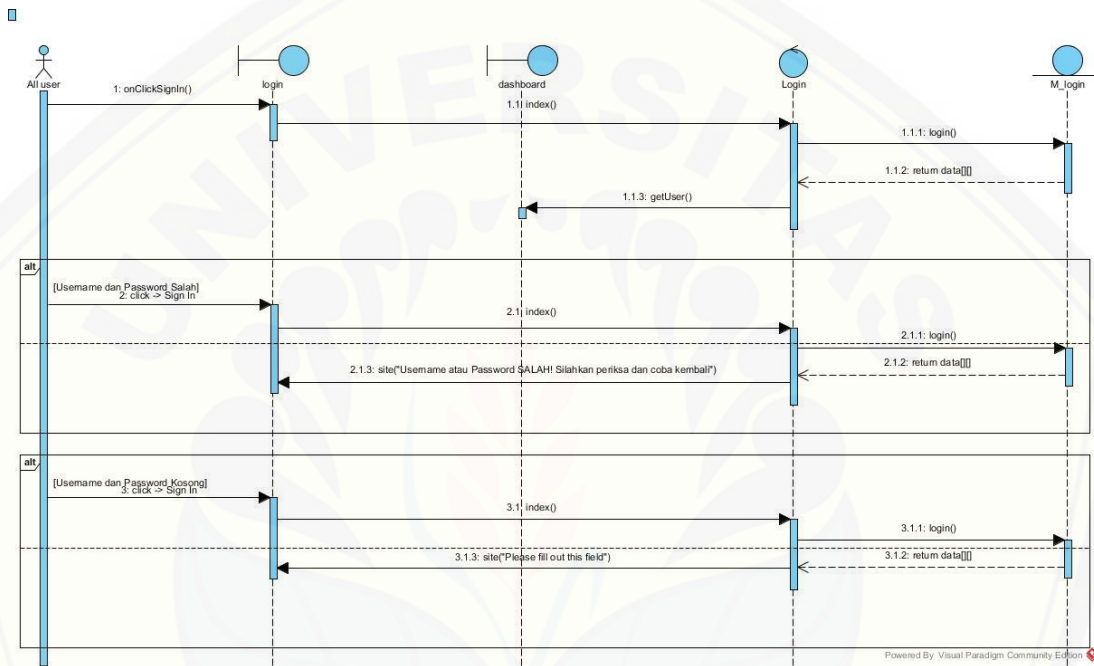 UNIVERSITAS
All user
login
dashboard
Login
M_login
1: onClickSignIn()
1.1: index()
1.1.1: login()
1.1.2: return data[][]
1.1.3: getUser()
alt
[Username dan Password Salah]
2: click -> Sign In
2.1: index()
2.1.1: login()
2.1.2: return data[][]
2.1.3: site("Username atau Password SALAH! Silahkan periksa dan coba kembali")
alt
[Username dan Password Kosong]
3: click -> Sign In
3.1: index()
3.1.1: login()
3.1.2: return data[][]
3.1.3: site("Please fill out this field")
Powered By Visual Paradigm Community Edition